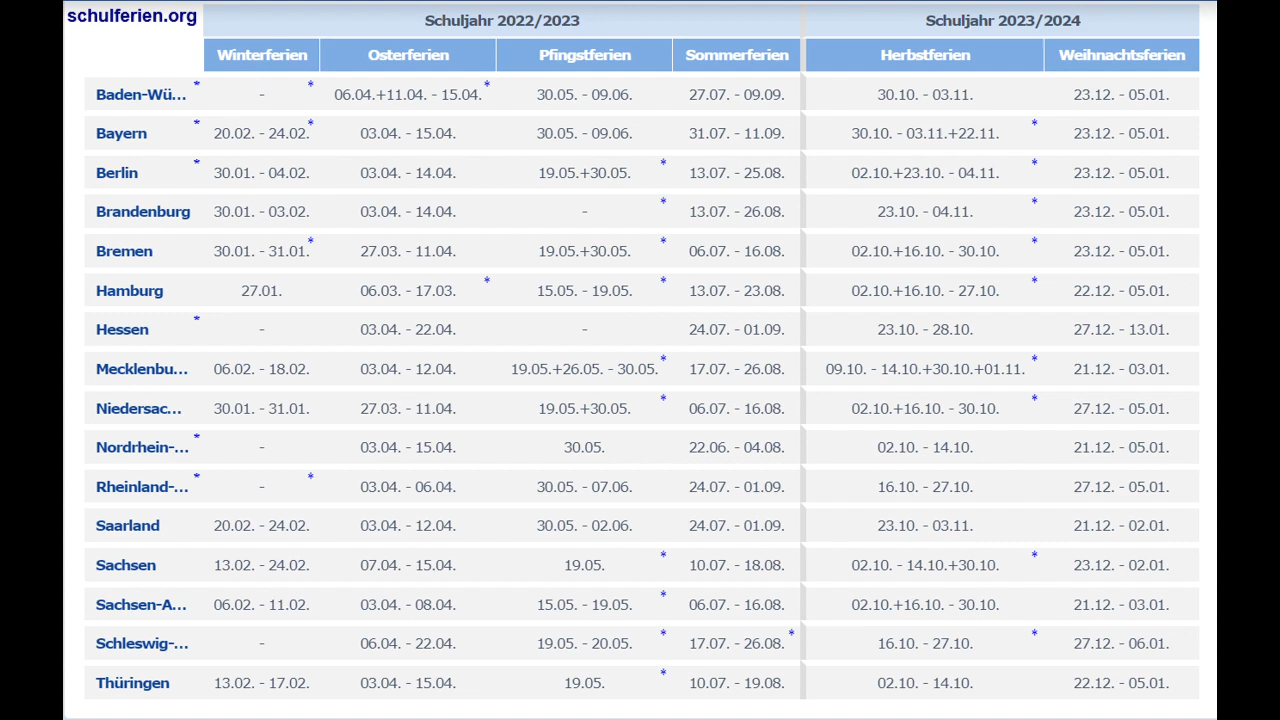 schulferien.org
Schuljahr 2022/2023 Schuljahr 2023/2024
Winterferien Osterferien Pfingstferien Sommerferien Herbstferien Weihnachtsferien
Baden-Wü... * - * 06.04.+11.04. - 15.04. * 30.05. - 09.06. 27.07. - 09.09. 30.10. - 03.11. 23.12. - 05.01.
Bayern * 20.02. - 24.02. * 03.04. - 15.04. 30.05. - 09.06. 31.07. - 11.09. 30.10. - 03.11.+22.11. * 23.12. - 05.01.
Berlin * 30.01. - 04.02. 03.04. - 14.04. 19.05.+30.05. * 13.07. - 25.08. 02.10.+23.10. - 04.11. * 23.12. - 05.01.
Brandenburg 30.01. - 03.02. 03.04. - 14.04. - * 13.07. - 26.08. 23.10. - 04.11. * 23.12. - 05.01.
Bremen 30.01. - 31.01. * 27.03. - 11.04. 19.05.+30.05. * 06.07. - 16.08. 02.10.+16.10. - 30.10. * 23.12. - 05.01.
Hamburg 27.01. 06.03. - 17.03. * 15.05. - 19.05. * 13.07. - 23.08. 02.10.+16.10. - 27.10. * 22.12. - 05.01.
Hessen * - 03.04. - 22.04. - 24.07. - 01.09. 23.10. - 28.10. 27.12. - 13.01.
Mecklenbu... 06.02. - 18.02. 03.04. - 12.04. 19.05.+26.05. - 30.05. * 17.07. - 26.08. 09.10. - 14.10.+30.10.+01.11. * 21.12. - 03.01.
Niedersac... 30.01. - 31.01. 27.03. - 11.04. 19.05.+30.05. * 06.07. - 16.08. 02.10.+16.10. - 30.10. * 27.12. - 05.01.
Nordrhein-... * - 03.04. - 15.04. 30.05. 22.06. - 04.08. 02.10. - 14.10. 21.12. - 05.01.
Rheinland-... * - * 03.04. - 06.04. 30.05. - 07.06. 24.07. - 01.09. 16.10. - 27.10. 27.12. - 05.01.
Saarland 20.02. - 24.02. 03.04. - 12.04. 30.05. - 02.06. 24.07. - 01.09. 23.10. - 03.11. 21.12. - 02.01.
Sachsen 13.02. - 24.02. 07.04. - 15.04. 19.05. * 10.07. - 18.08. 02.10. - 14.10.+30.10. * 23.12. - 02.01.
Sachsen-A... 06.02. - 11.02. 03.04. - 08.04. 15.05. - 19.05. * 06.07. - 16.08. 02.10.+16.10. - 30.10. 21.12. - 03.01.
Schleswig-... - 06.04. - 22.04. 19.05. - 20.05. * 17.07. - 26.08. * 16.10. - 27.10. * 27.12. - 06.01.
Thüringen 13.02. - 17.02. 03.04. - 15.04. 19.05. * 10.07. - 19.08. 02.10. - 14.10. 22.12. - 05.01.